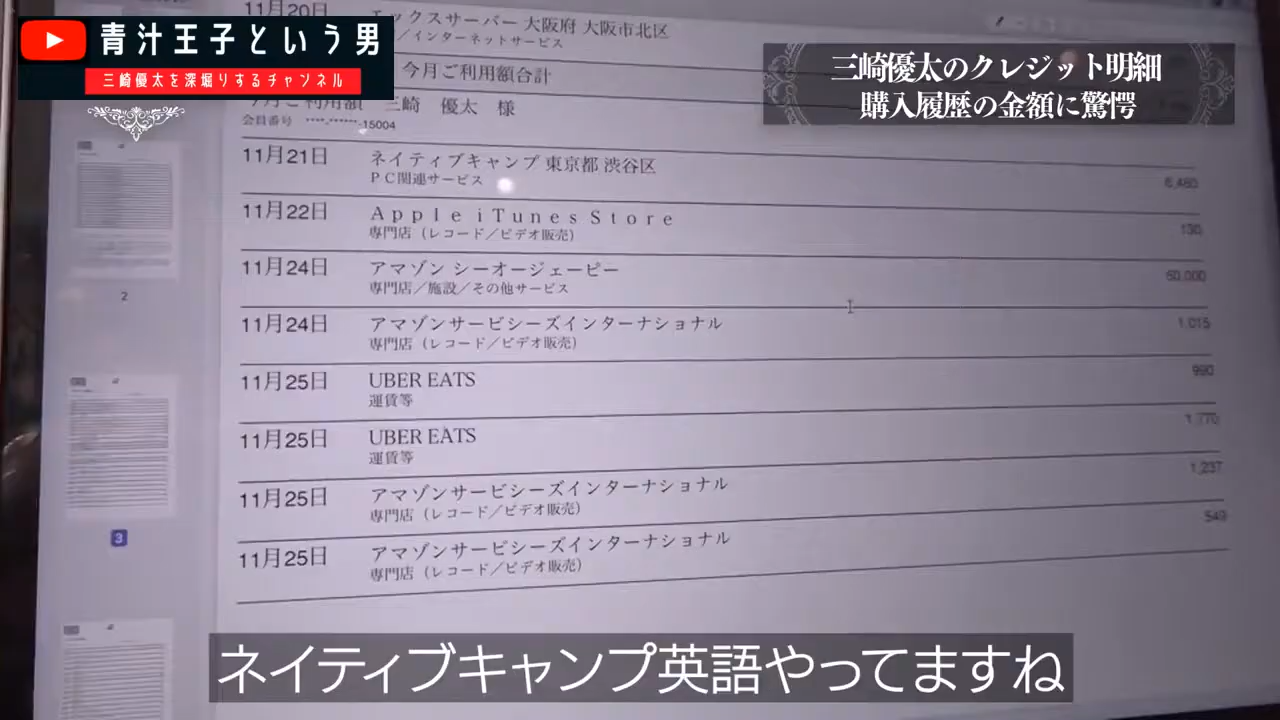 青汁王子という男
三崎優太を深堀りするチャンネル
三崎優太のクレジット明細
購入履歴の金額に驚愕
11月20日 エックスサーバー 大阪府 大阪市北区
／インターネットサービス
今月ご利用額合計
三崎 優太 様
会員番号 ****-******-15004
11月21日 ネイティブキャンプ 東京都 渋谷区 6,480
ＰＣ関連サービス
11月22日 Ａｐｐｌｅ ｉＴｕｎｅｓ Ｓｔｏｒｅ 130
専門店（レコード／ビデオ販売）
11月24日 アマゾン シーオージェーピー 50,000
専門店／施設／その他サービス
11月24日 アマゾンサービシーズインターナショナル 1,015
専門店（レコード／ビデオ販売）
11月25日 UBER EATS 990
運賃等
11月25日 UBER EATS 1,770
運賃等
11月25日 アマゾンサービシーズインターナショナル 1,237
専門店（レコード／ビデオ販売）
11月25日 アマゾンサービシーズインターナショナル 549
専門店（レコード／ビデオ販売）
2
3
ネイティブキャンプ英語やってますね